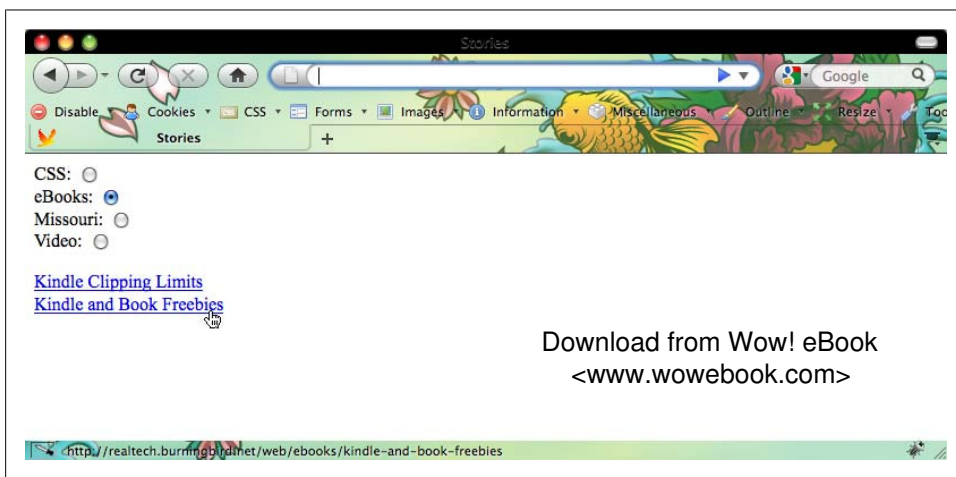 Stories
Google
Disable Cookies CSS Forms Images Information Miscellaneous Outline Resize Too
Stories +
CSS:
eBooks:
Missouri:
Video:
Kindle Clipping Limits
Kindle and Book Freebies
Download from Wow! eBook
<www.wowebook.com>
http://realtech.burningbird.net/web/ebooks/kindle-and-book-freebies